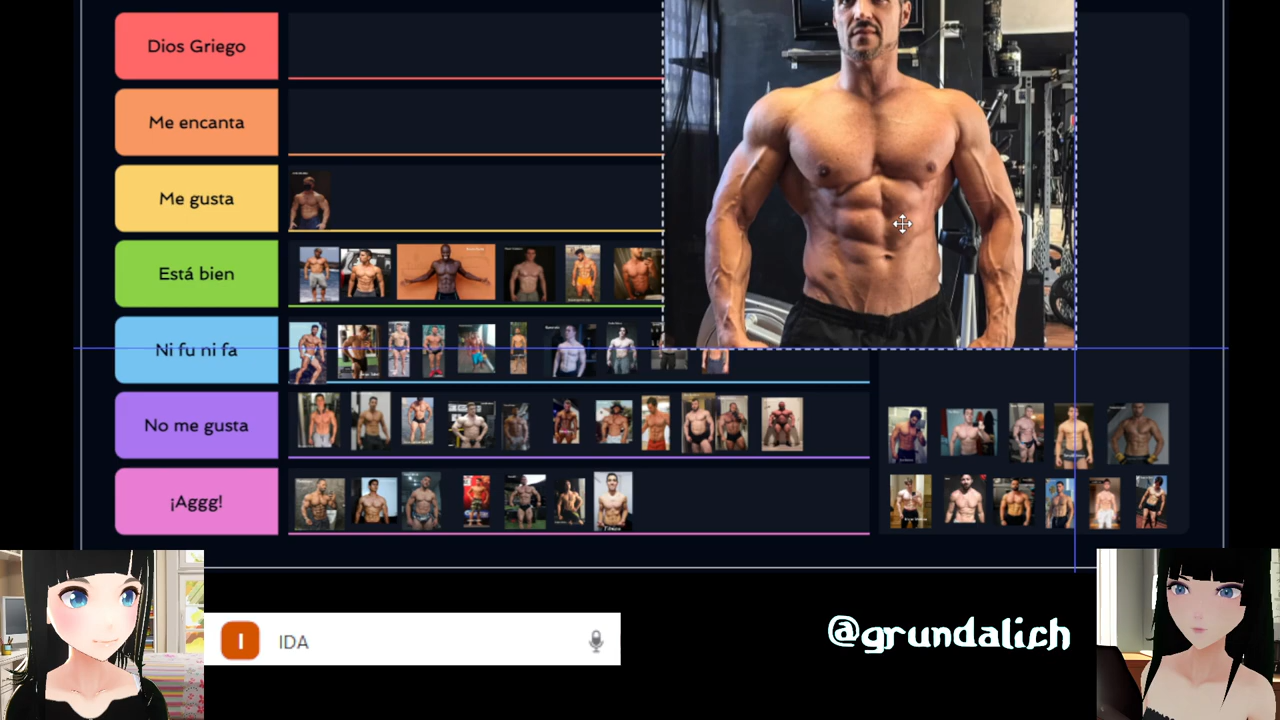 Dios Griego
Me encanta
Me gusta
Está bien
Ni fu ni fa
No me gusta
¡Aggg!
I IDA
@grundalich